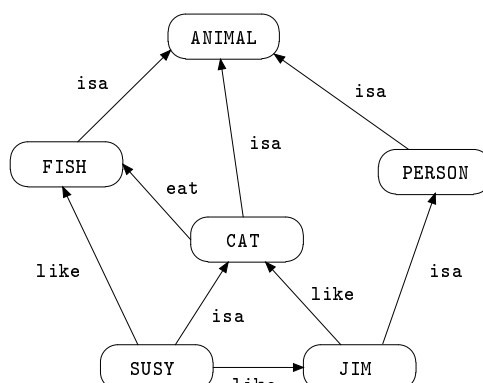 ANIMAL
isa
isa
isa
FISH
PERSON
eat
CAT
like
like
isa
isa
SUSY
JIM
like